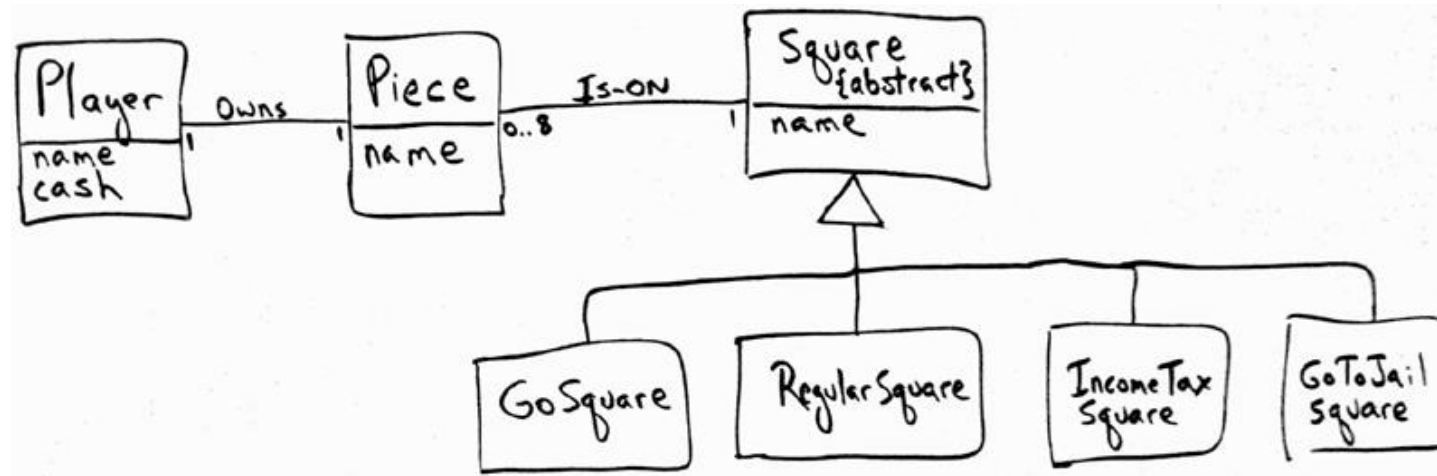 Player
name
cash
Owns
1
1
Piece
name
Is-ON
0..8
1
Square
{abstract}
name
GoSquare
RegularSquare
IncomeTax
Square
GoToJail
Square